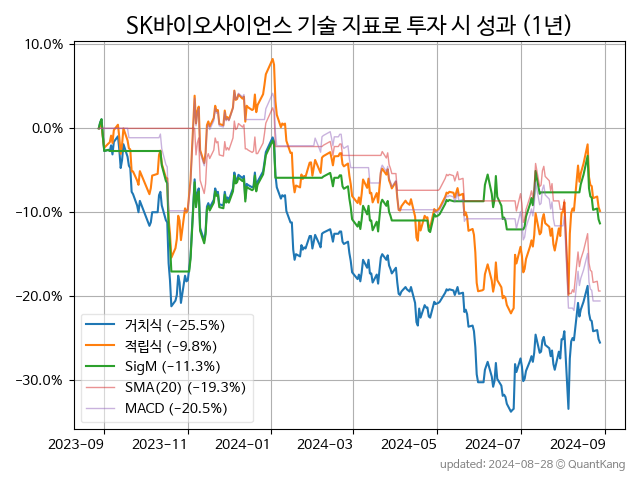 SK바이오사이언스 기술 지표로 투자 시 성과 (1년)
10.0%
0.0%
−10.0%
−20.0%
−30.0%
거치식 (−25.5%)
적립식 (−9.8%)
SigM (−11.3%)
SMA(20) (−19.3%)
MACD (−20.5%)
2023-09 2023-11 2024-01 2024-03 2024-05 2024-07 2024-09
updated: 2024-08-28 © QuantKang